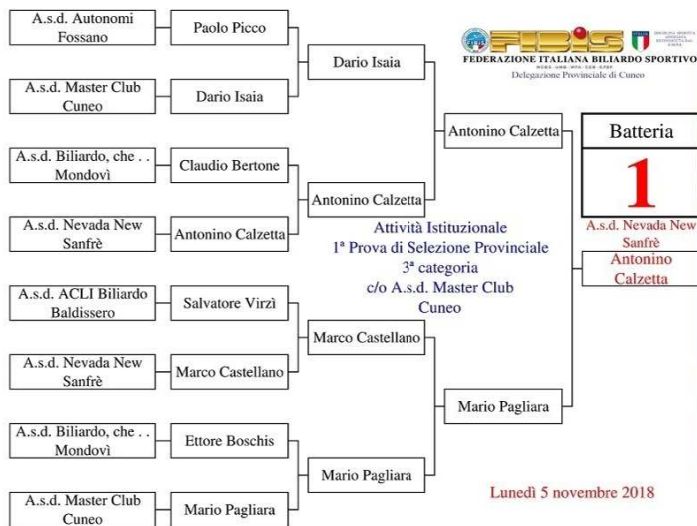 A.s.d. Autonomi
Fossano
Paolo Picco
Dario Isaia
A.s.d. Master Club
Cuneo
Dario Isaia
Antonino Calzetta
A.s.d. Biliardo, che . .
Mondovì
Claudio Bertone
Antonino Calzetta
A.s.d. Nevada New
Sanfrè
Antonino Calzetta
A.s.d. ACLI Biliardo
Baldissero
Salvatore Virzì
Marco Castellano
A.s.d. Nevada New
Sanfrè
Marco Castellano
Mario Pagliara
A.s.d. Biliardo, che . .
Mondovì
Ettore Boschis
Mario Pagliara
A.s.d. Master Club
Cuneo
Mario Pagliara
FIBIS
FEDERAZIONE ITALIANA BILIARDO SPORTIVO
Delegazione Provinciale di Cuneo
Batteria
1
A.s.d. Nevada New
Sanfrè
Antonino
Calzetta
Attività Istituzionale
1ª Prova di Selezione Provinciale
3ª categoria
c/o A.s.d. Master Club
Cuneo
Lunedì 5 novembre 2018